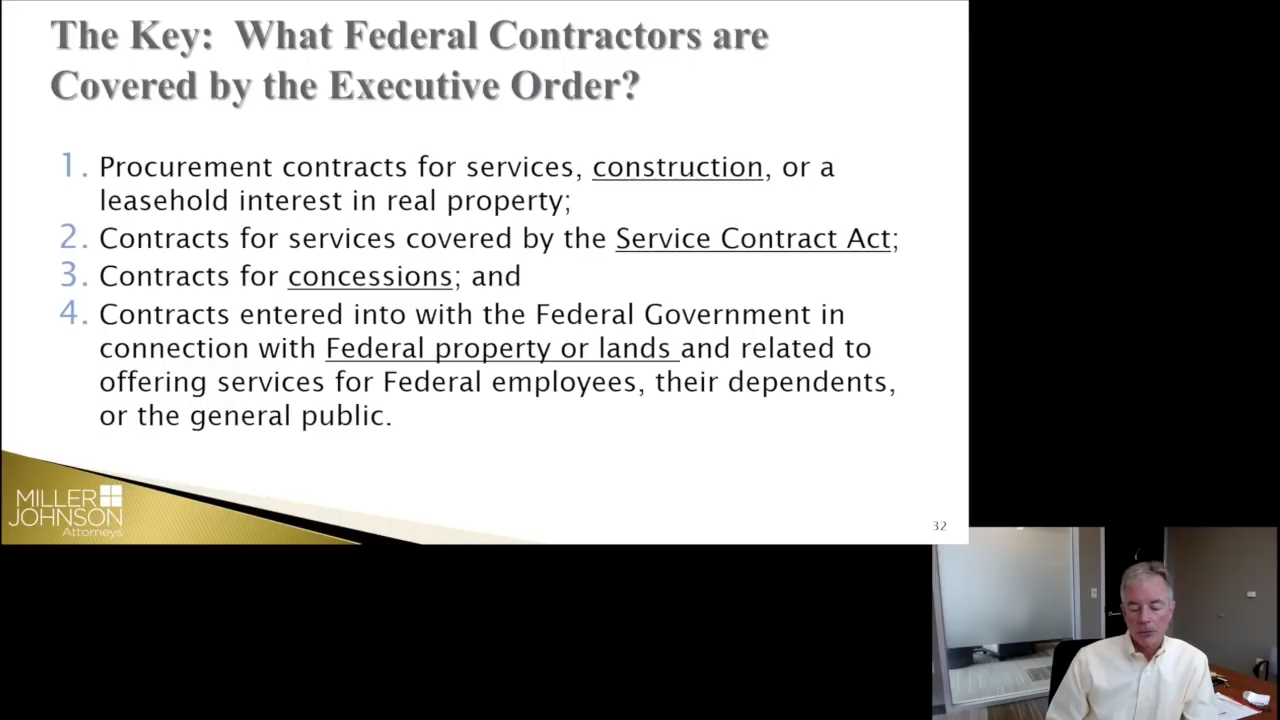 The Key: What Federal Contractors are
Covered by the Executive Order?
1. Procurement contracts for services, construction, or a
leasehold interest in real property;
2. Contracts for services covered by the Service Contract Act;
3. Contracts for concessions; and
4. Contracts entered into with the Federal Government in
connection with Federal property or lands and related to
offering services for Federal employees, their dependents,
or the general public.
MILLER
JOHNSON
Attorneys
32